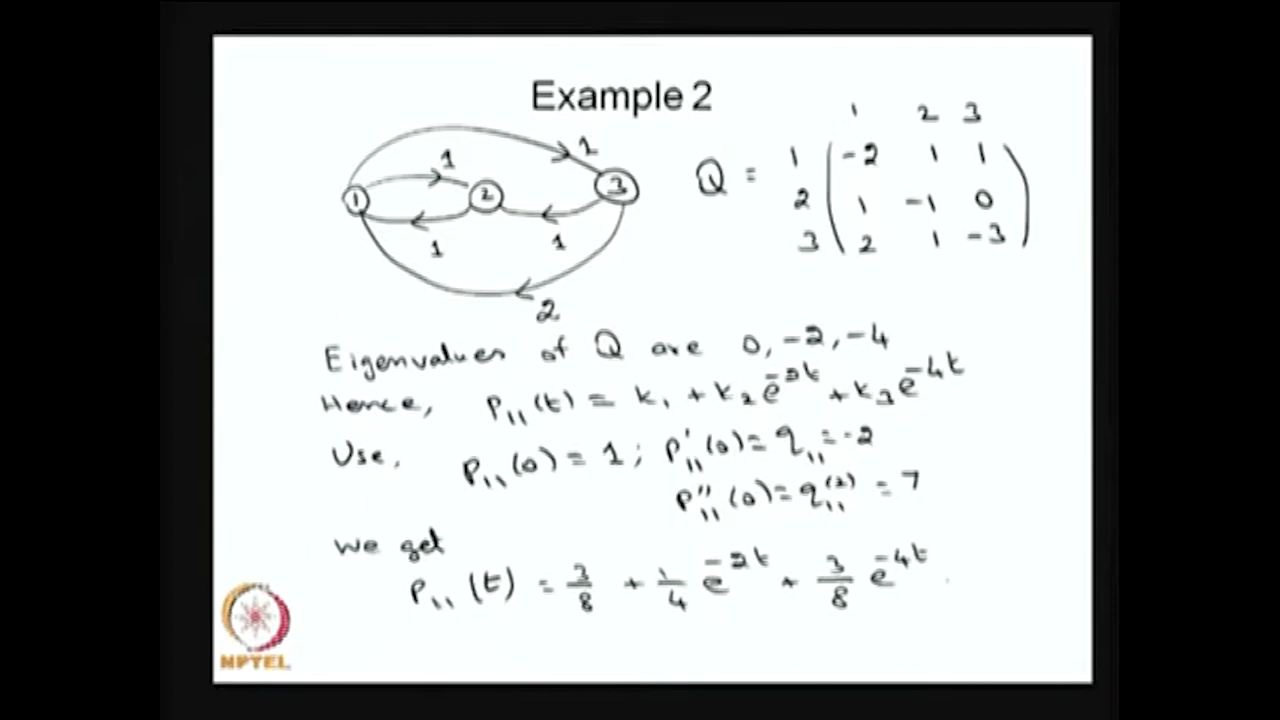 Example 2
1 2 3
1 1
1 2 3
1 1
2
Q = 1 ( -2 1 1 )
2 ( 1 -1 0 )
3 ( 2 1 -3 )
Eigenvalues of Q are 0, -2, -4
Hence, P₁₁(t) = k₁ + k₂ e^{-2t} + k₃ e^{-4t}
Use, P₁₁(0) = 1 ; P'₁₁(0) = q₁₁ = -2
P''₁₁(0) = q₁₁^{(2)} = 7
We get
P₁₁(t) = 3/8 + 1/4 e^{-2t} + 3/8 e^{-4t}
NPTEL